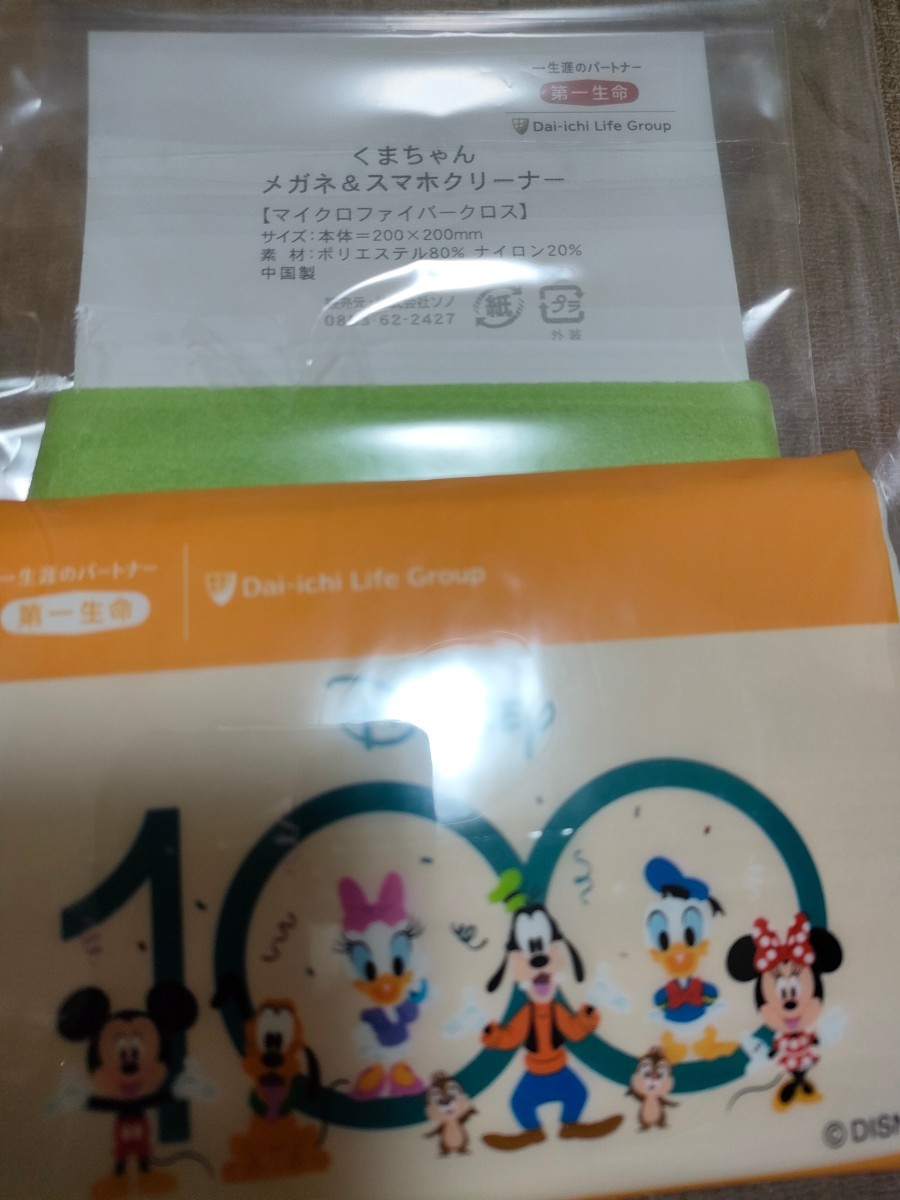 一生涯のパートナー
第一生命
Dai-ichi Life Group
くまちゃん
メガネ&スマホクリーナー
【マイクロファイバークロス】
サイズ:本体=200×200mm
素 材:ポリエステル80% ナイロン20%
中国製
紙
プラ
外装
一生涯のパートナー
第一生命
Dai-ichi Life Group
100